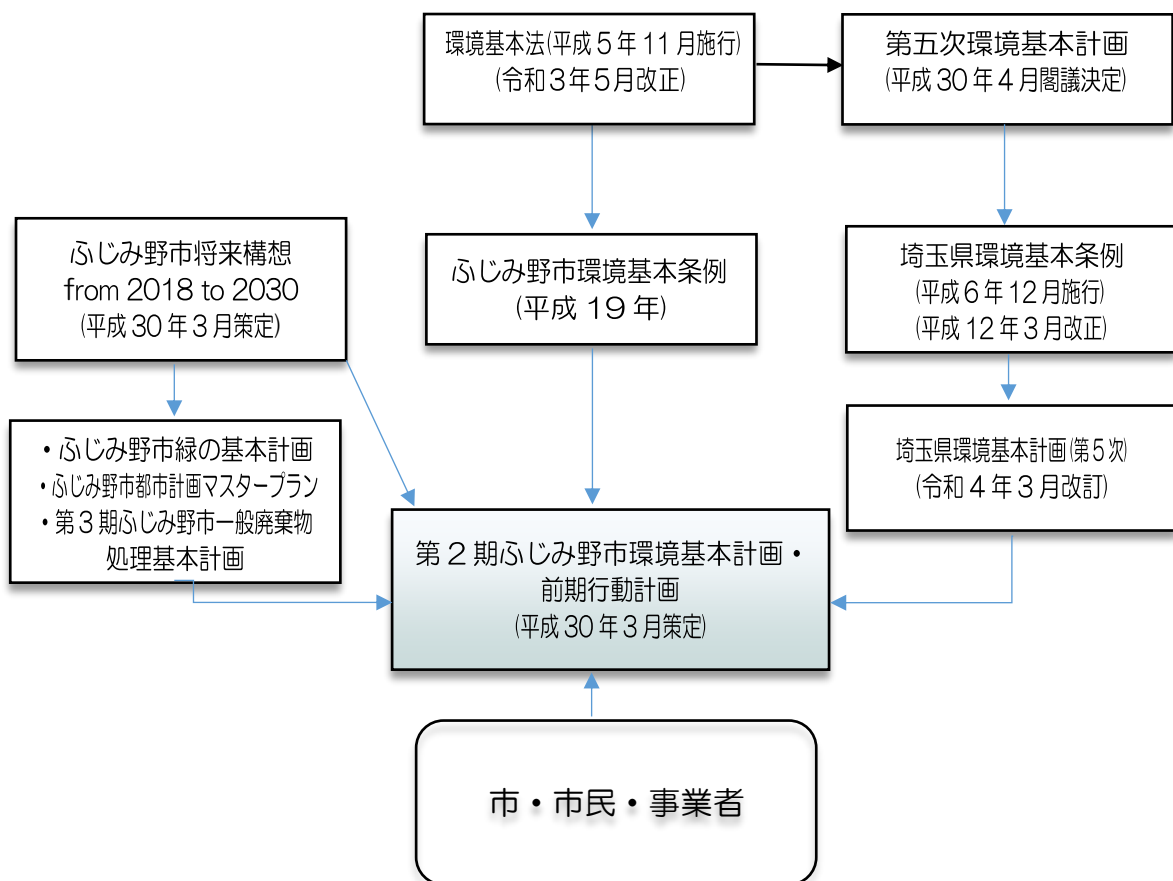 環境基本法(平成5年11月施行)
(令和3年5月改正)
第五次環境基本計画
(平成30年4月閣議決定)
ふじみ野市将来構想
from 2018 to 2030
(平成30年3月策定)
ふじみ野市環境基本条例
(平成19年)
埼玉県環境基本条例
(平成6年12月施行)
(平成12年3月改正)
・ふじみ野市緑の基本計画
・ふじみ野市都市計画マスタープラン
・第3期ふじみ野市一般廃棄物
処理基本計画
埼玉県環境基本計画(第5次)
(令和4年3月改訂)
第2期ふじみ野市環境基本計画・
前期行動計画
(平成30年3月策定)
市・市民・事業者